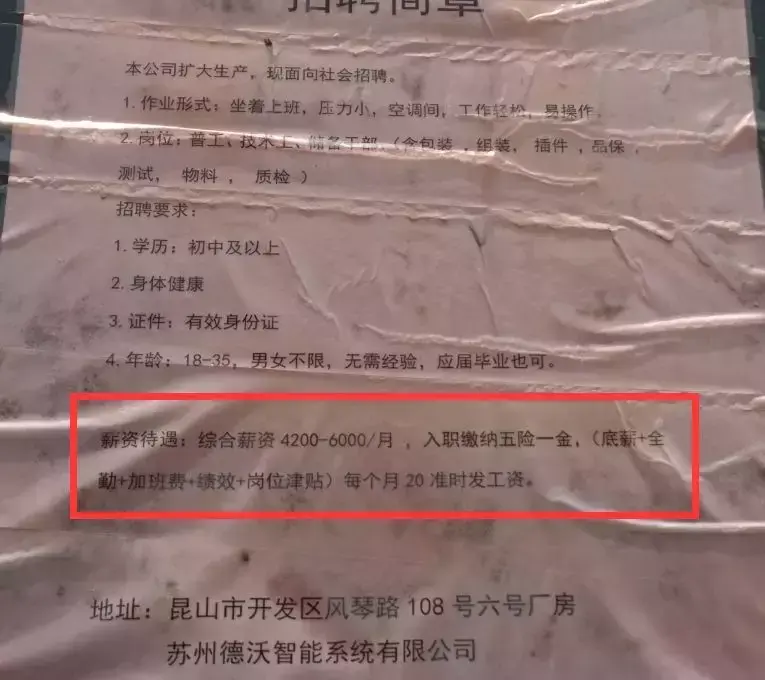 招聘简章
本公司扩大生产，现面向社会招聘。
1.作业形式：坐着上班，压力小，空调间，工作轻松，易操作，
2.岗位：普工、技术工、储备干部，（含包装，组装， 插件，品保，
测试， 物料， 质检）
招聘要求：
1.学历：初中及以上
2.身体健康
3.证件：有效身份证
4.年龄：18-35，男女不限，无需经验，应届毕业也可。
薪资待遇：综合薪资4200-6000/月，入职缴纳五险一金，（底薪+全
勤+加班费+绩效+岗位津贴）每个月20准时发工资。
地址：昆山市开发区风琴路108号六号厂房
苏州德沃智能系统有限公司